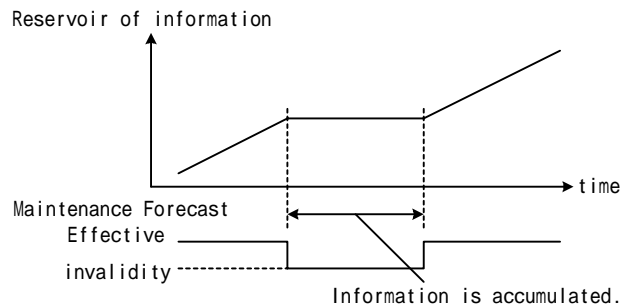 Reservoir of information
time
Maintenance Forecast
Effective
invalidity
Information is accumulated.